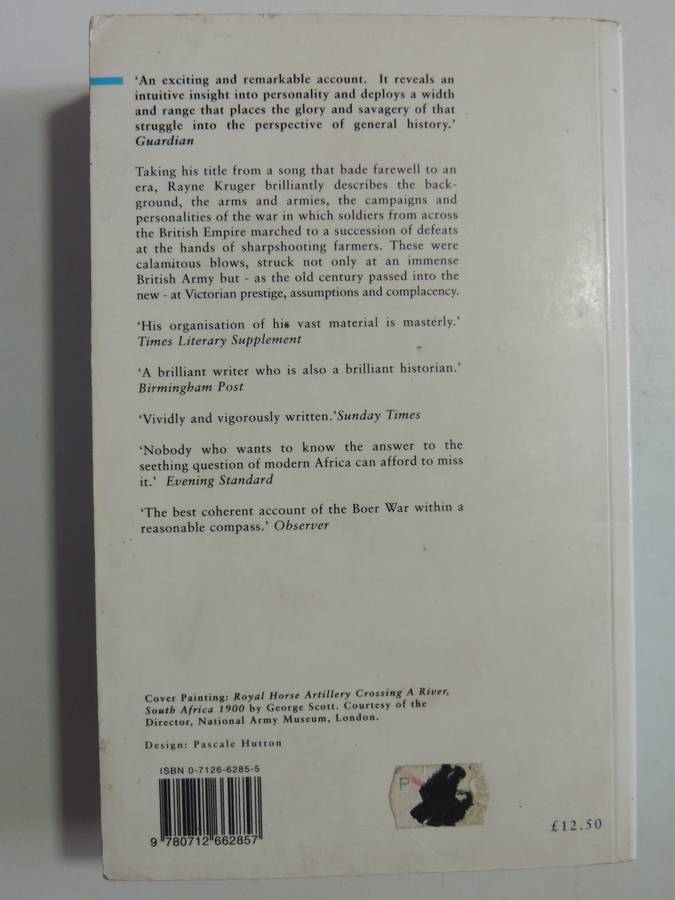 'An exciting and remarkable account. It reveals an
intuitive insight into personality and deploys a width
and range that places the glory and savagery of that
struggle into the perspective of general history.'
Guardian
Taking his title from a song that bade farewell to an
era, Rayne Kruger brilliantly describes the back-
ground, the arms and armies, the campaigns and
personalities of the war in which soldiers from across
the British Empire marched to a succession of defeats
at the hands of sharpshooting farmers. These were
calamitous blows, struck not only at an immense
British Army but - as the old century passed into the
new - at Victorian prestige, assumptions and complacency.
'His organisation of his vast material is masterly.'
Times Literary Supplement
'A brilliant writer who is also a brilliant historian.'
Birmingham Post
'Vividly and vigorously written.'Sunday Times
'Nobody who wants to know the answer to the
seething question of modern Africa can afford to miss
it.' Evening Standard
'The best coherent account of the Boer War within a
reasonable compass.' Observer
Cover Painting: Royal Horse Artillery Crossing A River,
South Africa 1900 by George Scott. Courtesy of the
Director, National Army Museum, London.
Design: Pascale Hutton
ISBN 0-7126-6285-5
9 780712 662857
P
£12.50